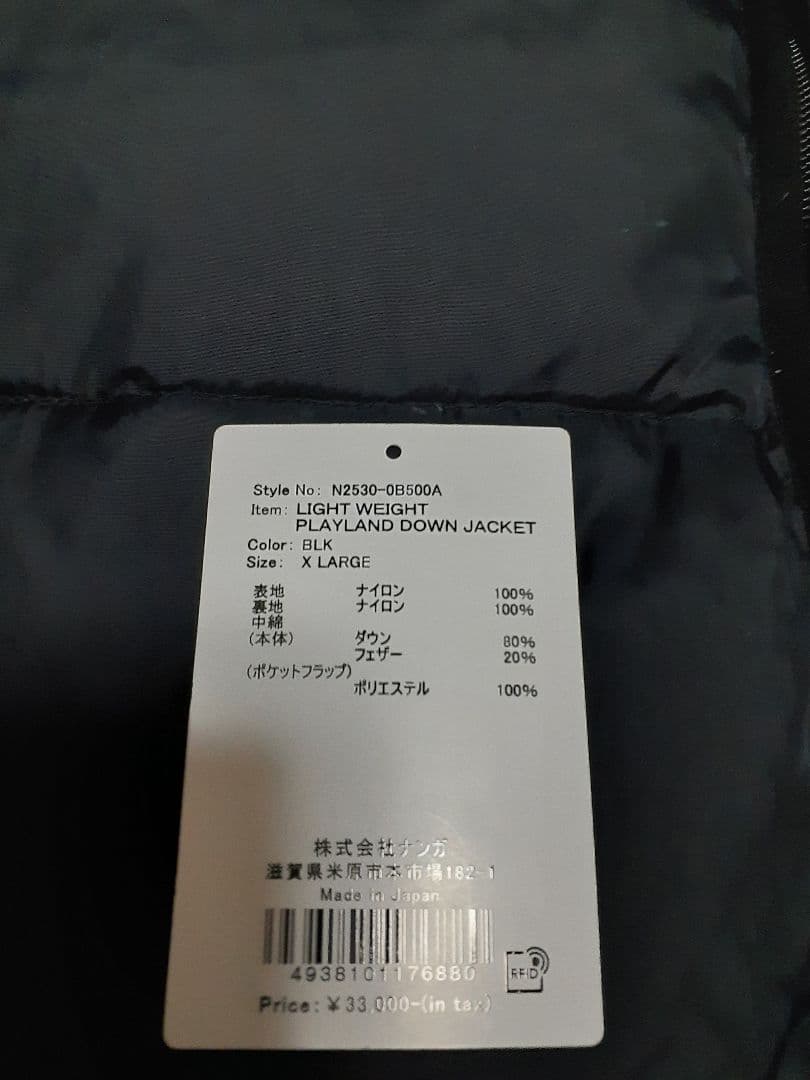 Style No: N2530-0B500A
Item: LIGHT WEIGHT
PLAYLAND DOWN JACKET
Color: BLK
Size: X LARGE
表地 ナイロン 100%
裏地 ナイロン 100%
中綿
(本体) ダウン 80%
フェザー 20%
(ポケットフラップ)
ポリエステル 100%
株式会社ナンガ
滋賀県米原市本市場182-1
Made in Japan
4938101176880
RFID
Price: ¥33,000-(in tax)